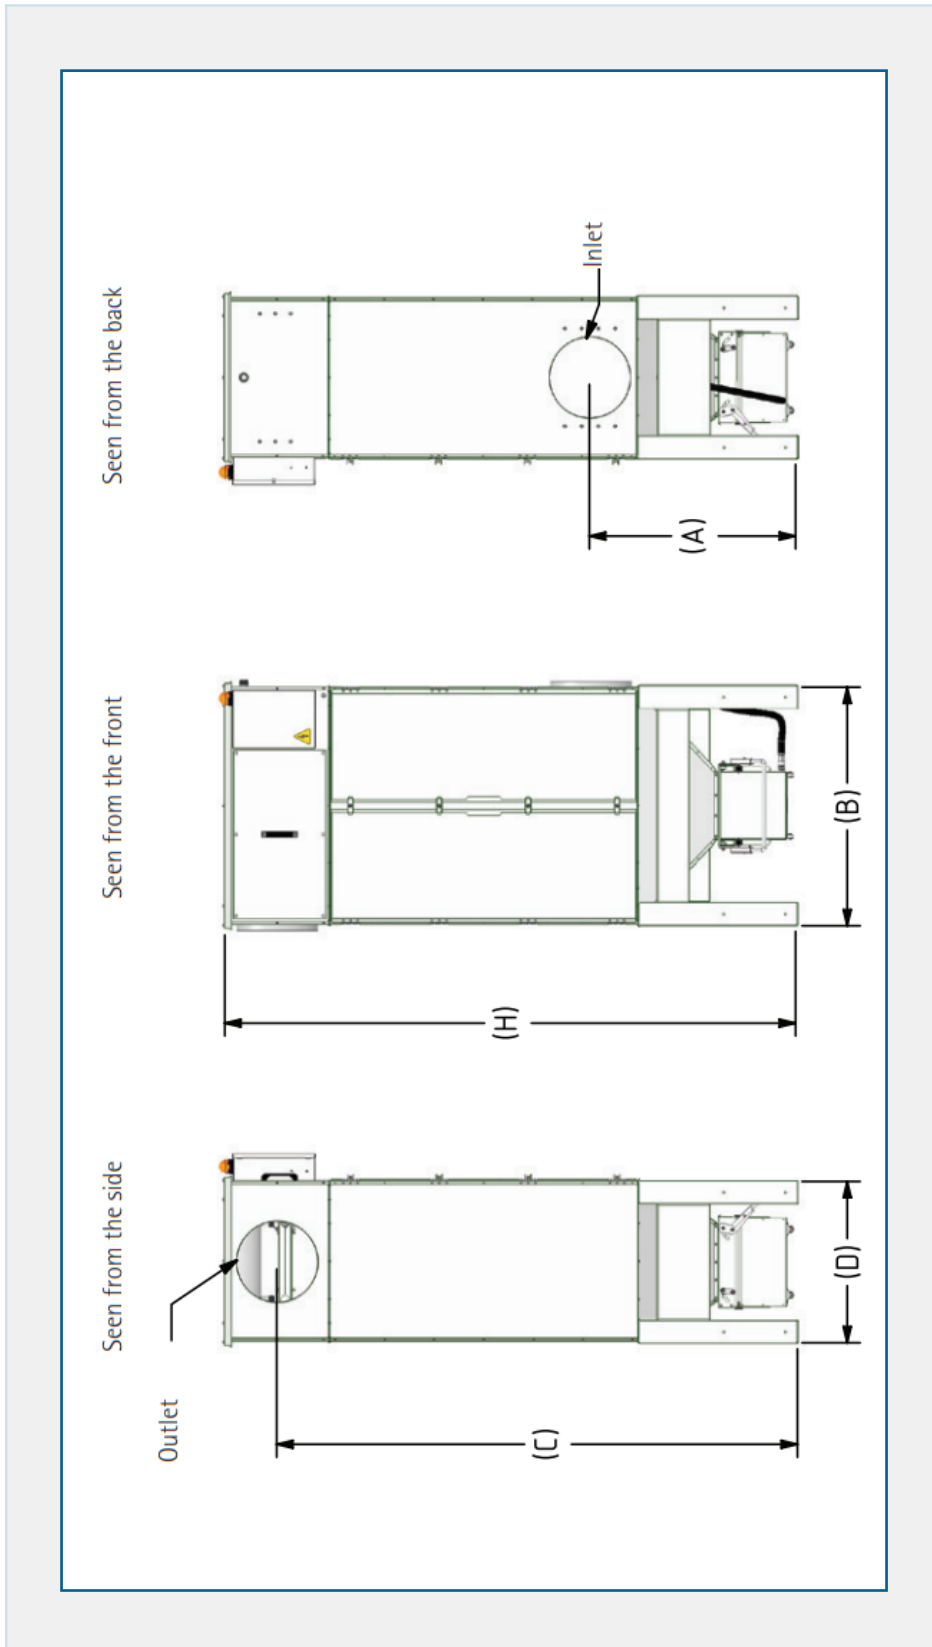 Seen from the side
Seen from the front
Seen from the back
Outlet
Inlet
(C)
(D)
(H)
(B)
(A)